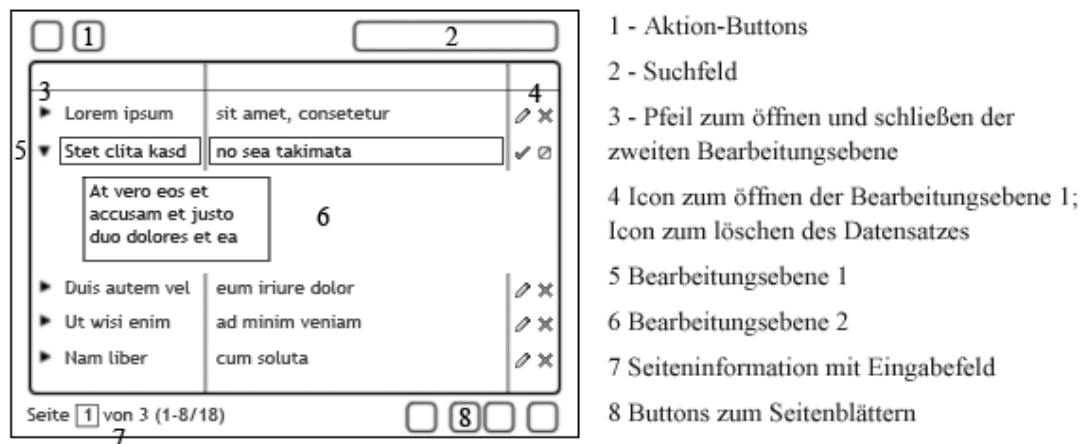 1
2
3
4
Lorem ipsum sit amet, consetetur
5
Stet clita kasd no sea takimata
At vero eos et
accusam et justo
duo dolores et ea
6
Duis autem vel eum iriure dolor
Ut wisi enim ad minim veniam
Nam liber cum soluta
Seite 1 von 3 (1-8/18)
7
8
1 - Aktion-Buttons
2 - Suchfeld
3 - Pfeil zum öffnen und schließen der
zweiten Bearbeitungsebene
4 Icon zum öffnen der Bearbeitungsebene 1;
Icon zum löschen des Datensatzes
5 Bearbeitungsebene 1
6 Bearbeitungsebene 2
7 Seiteninformation mit Eingabefeld
8 Buttons zum Seitenblättern